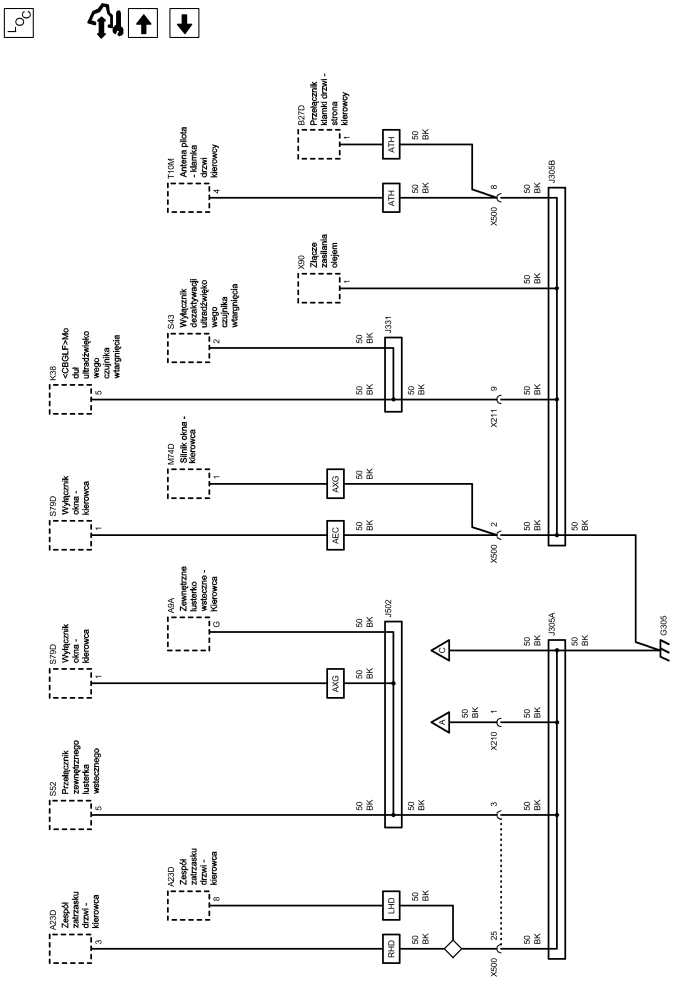 LOC
A23D
Zespół
zatrzasku
drzwi -
kierowca
3
S52
Przełącznik
zewnętrznego
lusterka
wstecznego
5
S79D
Wyłącznik
okna -
kierowca
1
S79D
Wyłącznik
okna -
kierowca
1
K38
<CBGLF>Mo
duł
ultradźwięko
wego
czujnika
wtargnięcia
5
A23D
Zespół
zatrzasku
drzwi -
kierowca
8
A9A
Zewnętrzne
lusterko
wsteczne -
Kierowca
G
M74D
Silnik okna -
kierowca
1
S43
Wyłącznik
dezaktywacji
ultradźwięko
wego
czujnika
wtargnięcia
2
T10M
Antena pilota
- klamka
drzwi
kierowcy
4
X90
Złącze
zasilania
olejem
1
B27D
Przełącznik
klamki drzwi -
strona
kierowcy
1
AXG
AEC
AXG
50
BK
50
BK
50
BK
50
BK
50
BK
50
BK
50
BK
RHD
LHD
J502
J331
ATH
ATH
50
BK
50
BK
50
BK
50
BK
50
BK
50
BK
A
C
50
BK
X500
25
3
X210
1
X500
2
X211
9
X500
8
50
BK
50
BK
50
BK
50
BK
50
BK
50
BK
50
BK
50
BK
J305A
J305B
50
BK
50
BK
G305